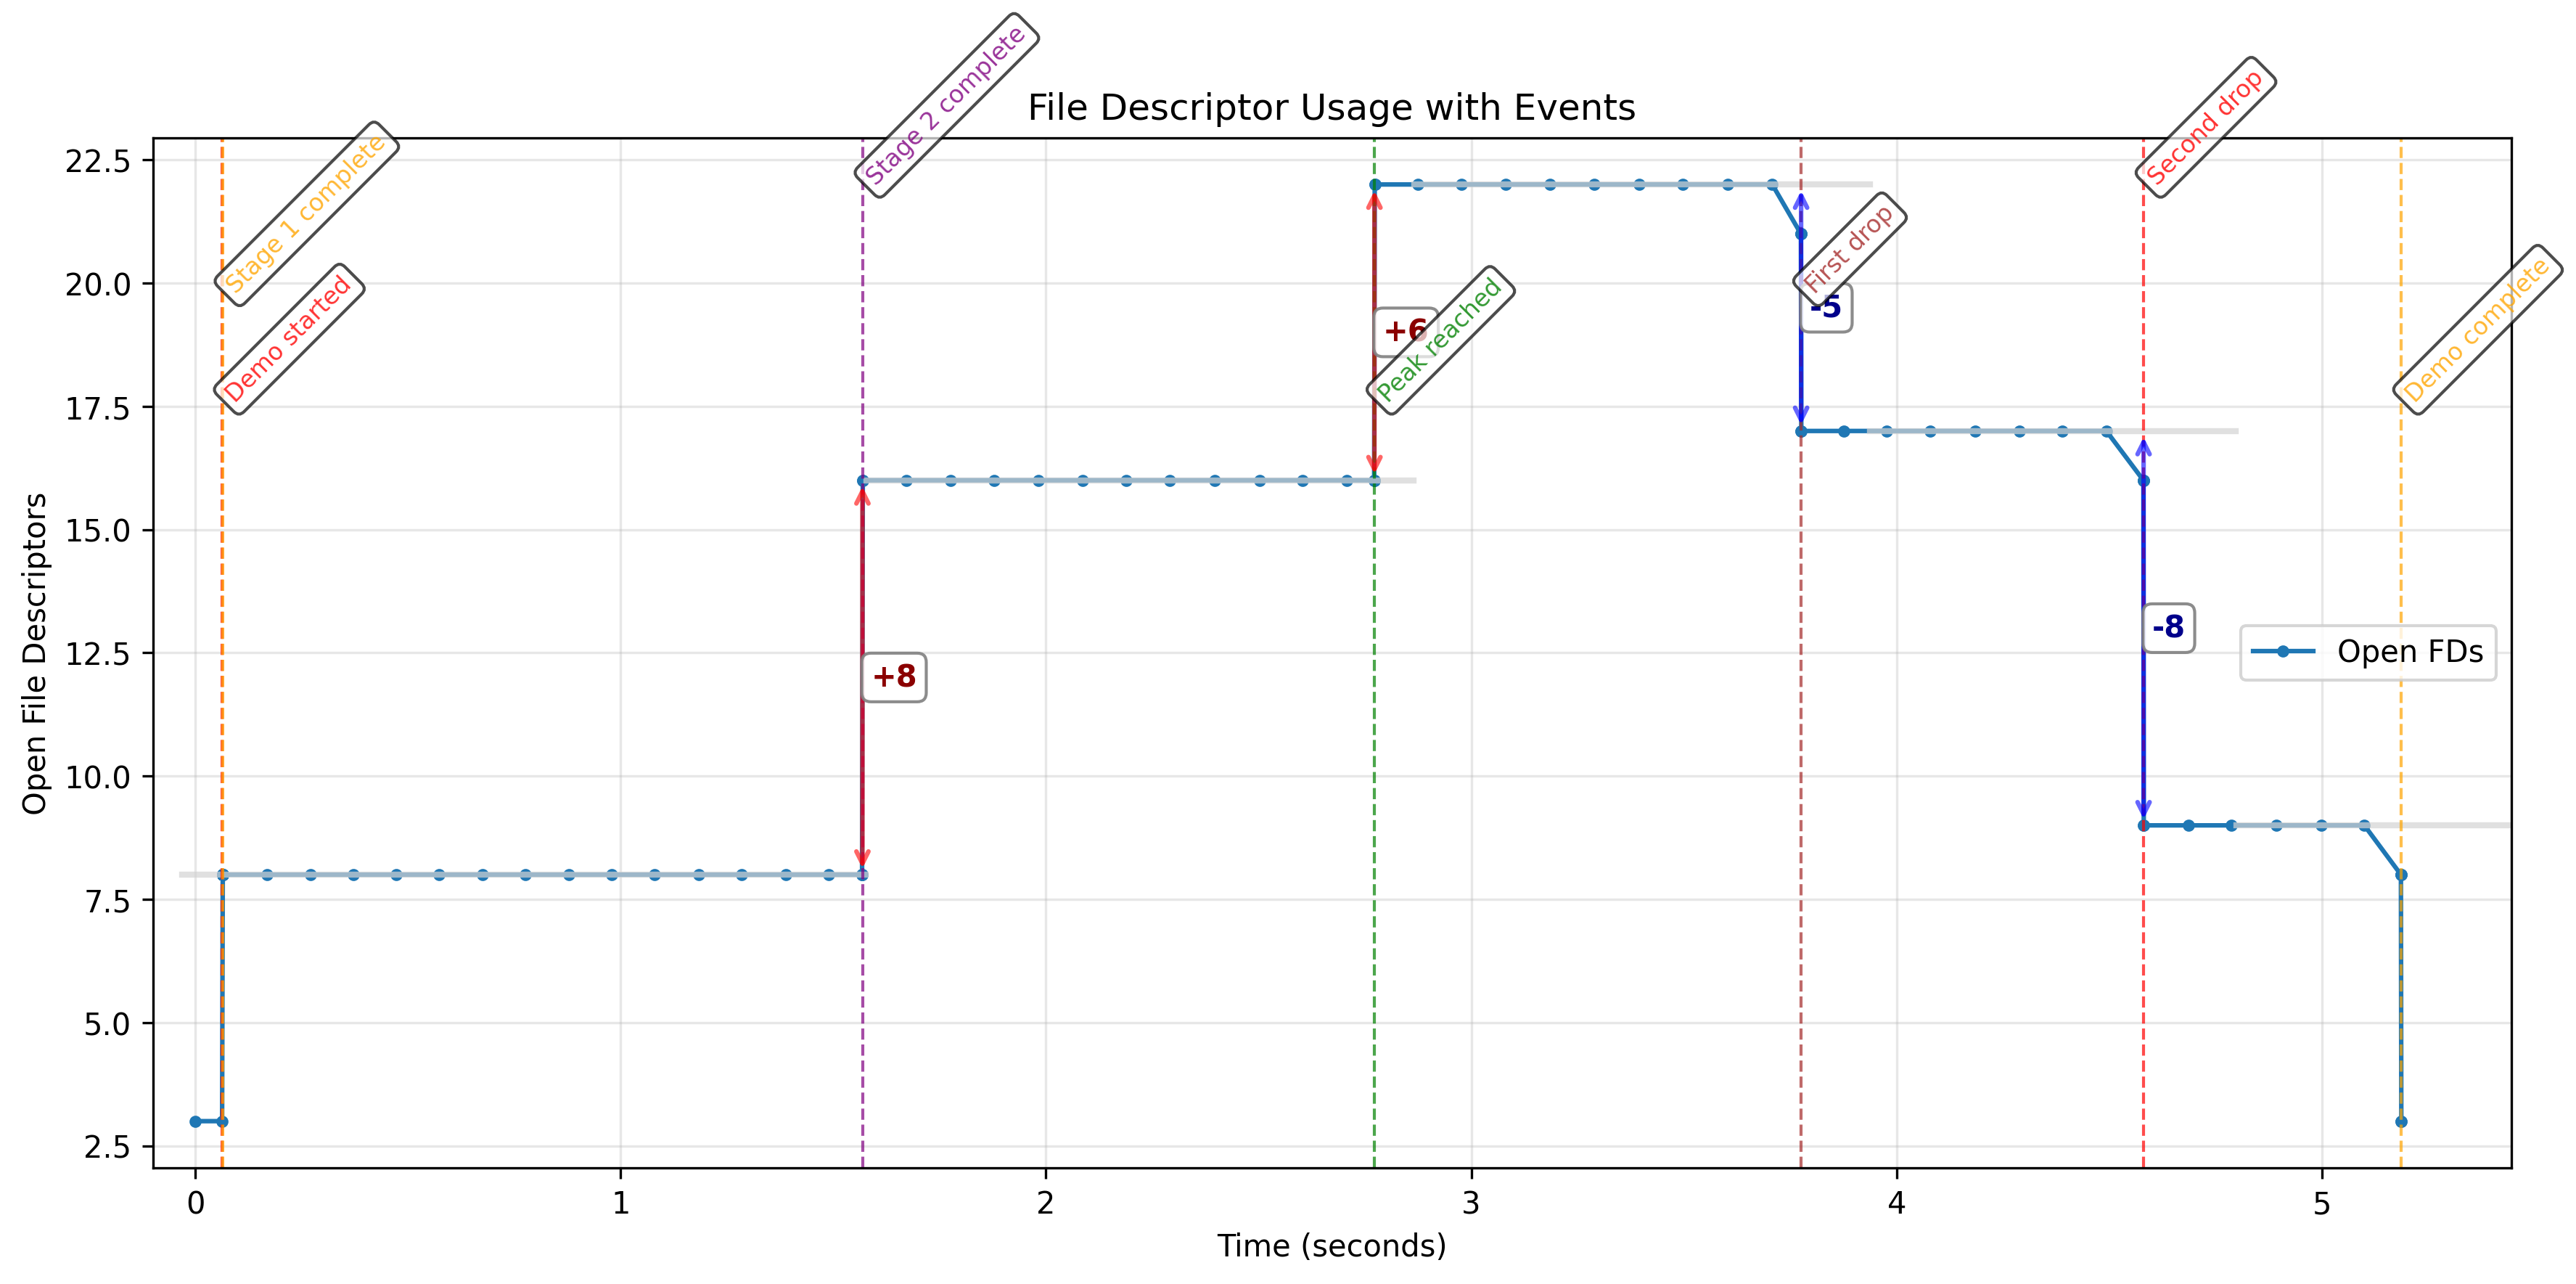 File Descriptor Usage with Events
Stage 1 complete
Demo started
Stage 2 complete
Peak reached
First drop
Second drop
Demo complete
+8
+6
-5
-8
Open FDs
Open File Descriptors
22.5
20.0
17.5
15.0
12.5
10.0
7.5
5.0
2.5
0
1
2
3
4
5
Time (seconds)